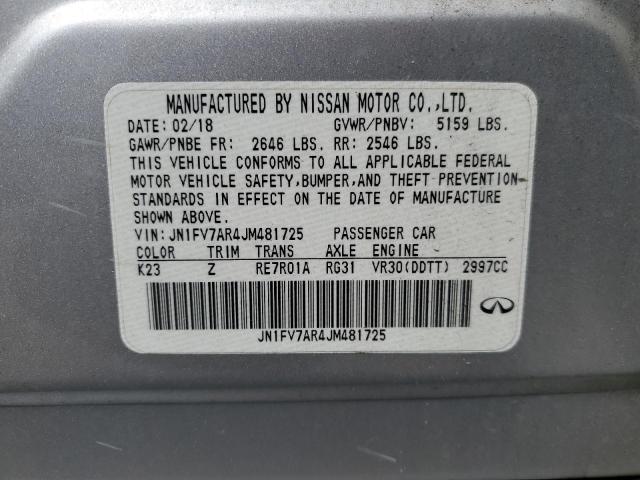 MANUFACTURED BY NISSAN MOTOR CO.,LTD.
DATE: 02/18 GVWR/PNBV: 5159 LBS.
GAWR/PNBE FR: 2646 LBS. RR: 2546 LBS.
THIS VEHICLE CONFORMS TO ALL APPLICABLE FEDERAL
MOTOR VEHICLE SAFETY,BUMPER,AND THEFT PREVENTION
STANDARDS IN EFFECT ON THE DATE OF MANUFACTURE
SHOWN ABOVE.
VIN: JN1FV7AR4JM481725 PASSENGER CAR
COLOR TRIM TRANS AXLE ENGINE
K23 Z RE7R01A RG31 VR30(DDTT) 2997CC
JN1FV7AR4JM481725